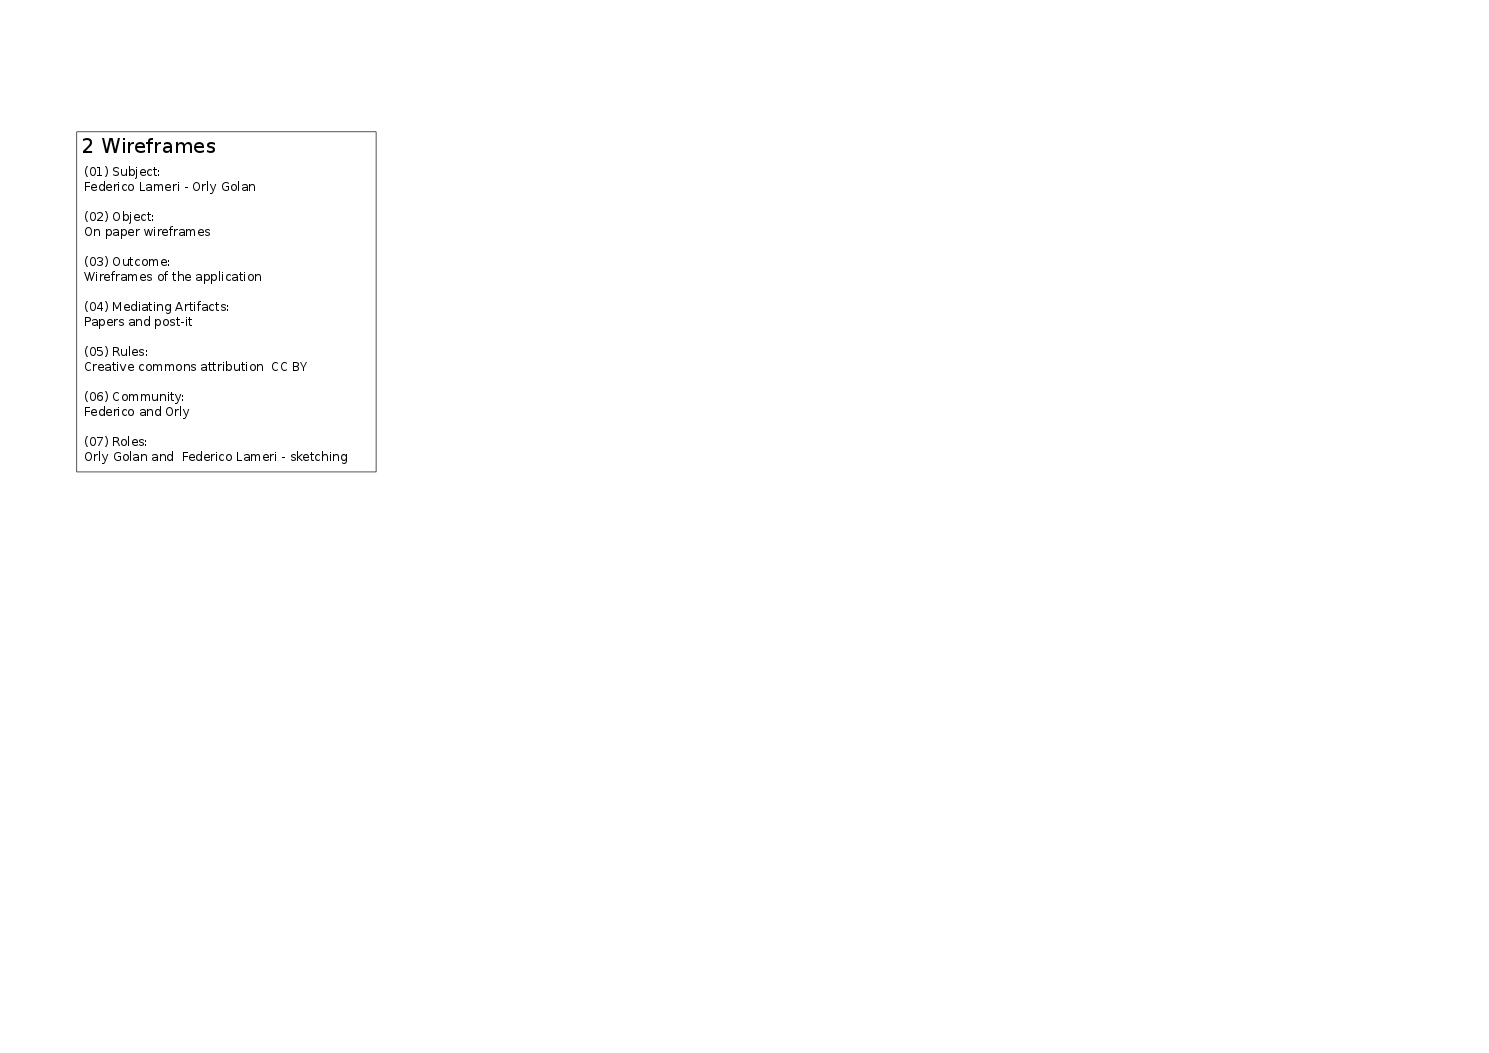 2 Wireframes
(01) Subject:
Federico Lameri - Orly Golan
(02) Object:
On paper wireframes
(03) Outcome:
Wireframes of the application
(04) Mediating Artifacts:
Papers and post-it
(05) Rules:
Creative commons attribution  CC BY
(06) Community:
Federico and Orly
(07) Roles:
Orly Golan and  Federico Lameri - sketching